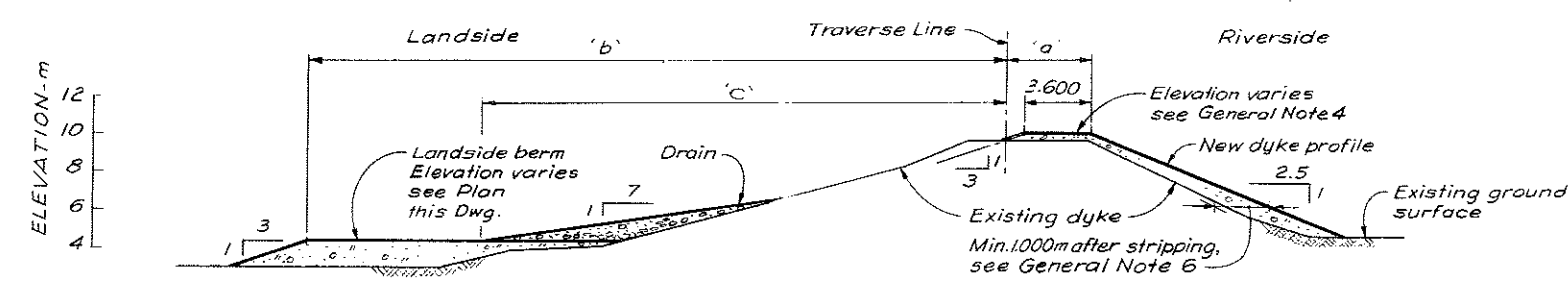 Landside
Traverse Line
Riverside
'b'
'a'
'c'
3.600
ELEVATION-m
12
10
8
6
4
Elevation varies
see General Note 4
New dyke profile
2.5
1
Existing ground
surface
Landside berm
Elevation varies
see Plan
this Dwg.
Drain
7
1
3
1
3
1
Existing dyke
Min.1.000m after stripping,
see General Note 6